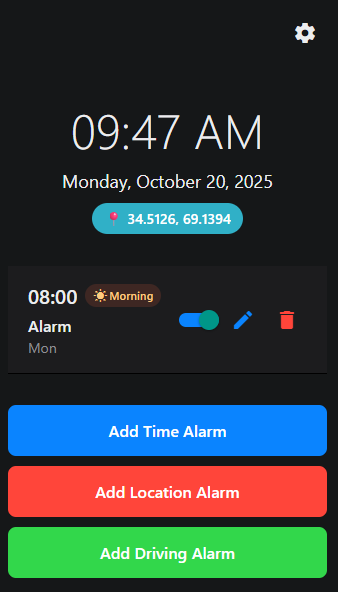 09:47 AM
Monday, October 20, 2025
34.5126, 69.1394
08:00 Morning
Alarm
Mon
Add Time Alarm
Add Location Alarm
Add Driving Alarm